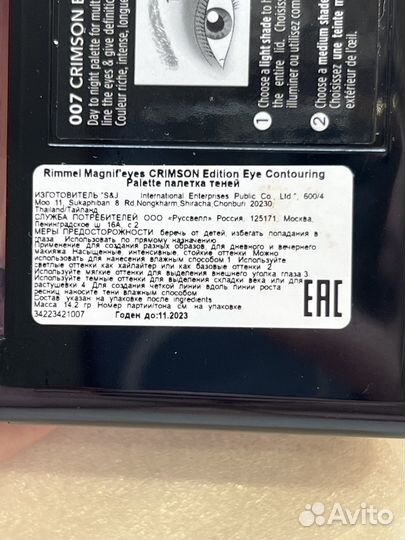 007 CRIMSON E
Day to night palette for mult
line the eyes & give definiti
Couleur riche, intense, longue
1 Choose a light shade to h
the entire lid. Choisissez
illuminer ou utilisez comm
2 Choose a medium shade
Choisissez une teinte m
extérieur de l'œil.
Rimmel Magnif'eyes CRIMSON Edition Eye Contouring
Palette палетка теней
ИЗГОТОВИТЕЛЬ "S&J International Enterprises Public Co., Ltd.", 600/4
Moo 11, Sukaphiban 8 Rd.Nongkharm,Shiracha,Chonburi 20230,
Thailand/Таиланд
СЛУЖБА ПОТРЕБИТЕЛЕЙ ООО «Руссвелл» Россия, 125171, Москва,
Ленинградское ш. 16А, с.2
МЕРЫ ПРЕДОСТОРОЖНОСТИ: беречь от детей, избегать попадания
в глаза. Использовать по прямому назначению
Применение для создания разных образов, для дневного и вечернего
макияжа Насыщенные, интенсивные, стойкие оттенки Можно
использовать для нанесения влажным способом 1 Используйте
светлые оттенки как хайлайтер или как базовые оттенки 2
Используйте мягкие оттенки для выделения внешнего уголка глаза 3
Используйте темные оттенки для выделения складки века или для
растушевки 4 Для создания четкой линии вдоль линии роста
ресниц наносите тени влажным способом
Состав указан на упаковке после ingredients
Масса 14,2 гр Номер партии/тона см. на упаковке
34223421007 Годен до:11.2023
EAC
Avito